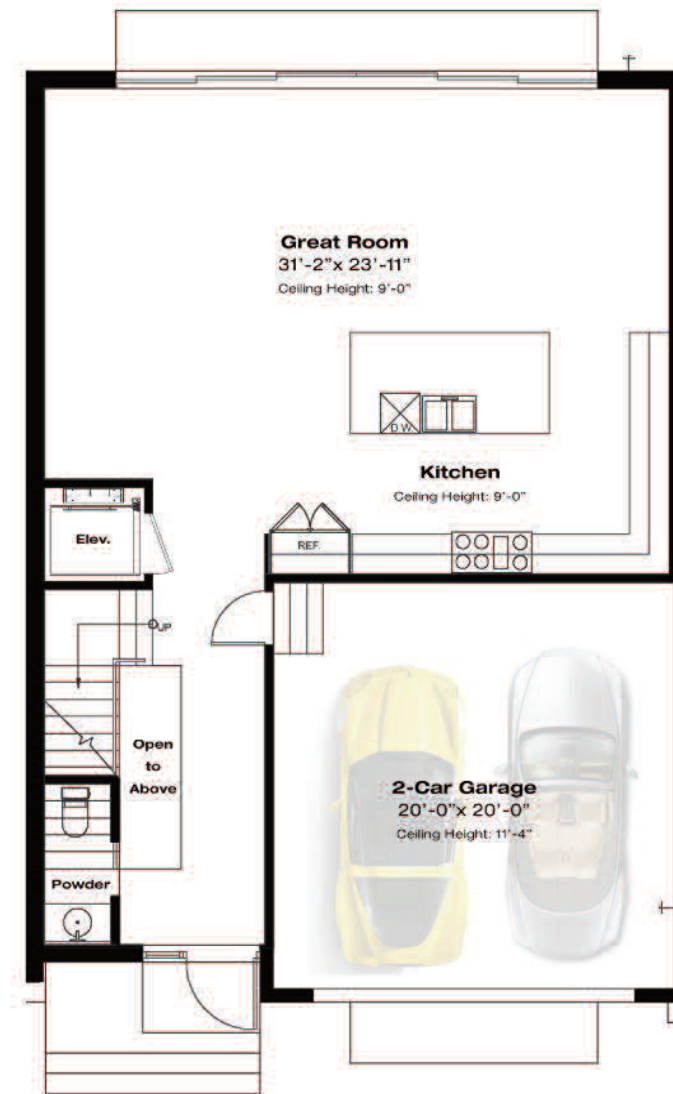 Great Room
31'-2"x 23'-11"
Ceiling Height: 9'-0"
D.W.
Kitchen
Ceiling Height: 9'-0"
Elev.
REF.
UP
Open
to
Above
2-Car Garage
20'-0"x 20'-0"
Ceiling Height: 11'-4"
Powder